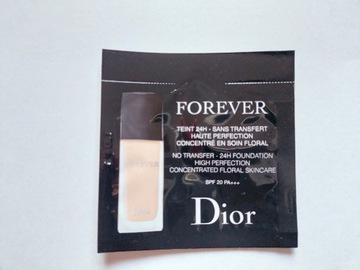 FOREVER
TEINT 24H - SANS TRANSFERT
HAUTE PERFECTION
CONCENTRÉ EN SOIN FLORAL
NO TRANSFER - 24H FOUNDATION
HIGH PERFECTION
CONCENTRATED FLORAL SKINCARE
SPF 20 PA+++
Dior